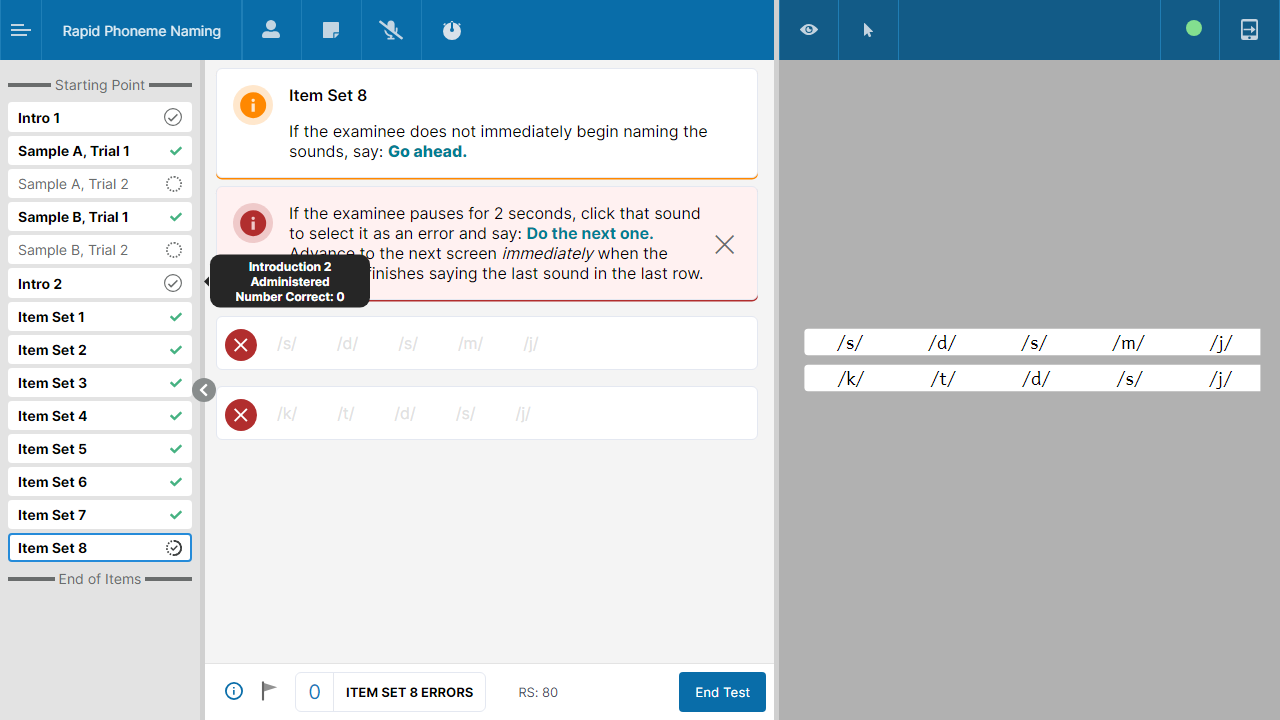 Rapid Phoneme Naming
Starting Point
Intro 1
Sample A, Trial 1
Sample A, Trial 2
Sample B, Trial 1
Sample B, Trial 2
Intro 2
Item Set 1
Item Set 2
Item Set 3
Item Set 4
Item Set 5
Item Set 6
Item Set 7
Item Set 8
End of Items
Introduction 2
Administered
Number Correct: 0
Item Set 8
If the examinee does not immediately begin naming the
sounds, say: Go ahead.
If the examinee pauses for 2 seconds, click that sound
to select it as an error and say: Do the next one.
Advance to the next screen immediately when the
finishes saying the last sound in the last row.
/s/ /d/ /s/ /m/ /j/
/k/ /t/ /d/ /s/ /j/
0 ITEM SET 8 ERRORS RS: 80 End Test
/s/ /d/ /s/ /m/ /j/
/k/ /t/ /d/ /s/ /j/